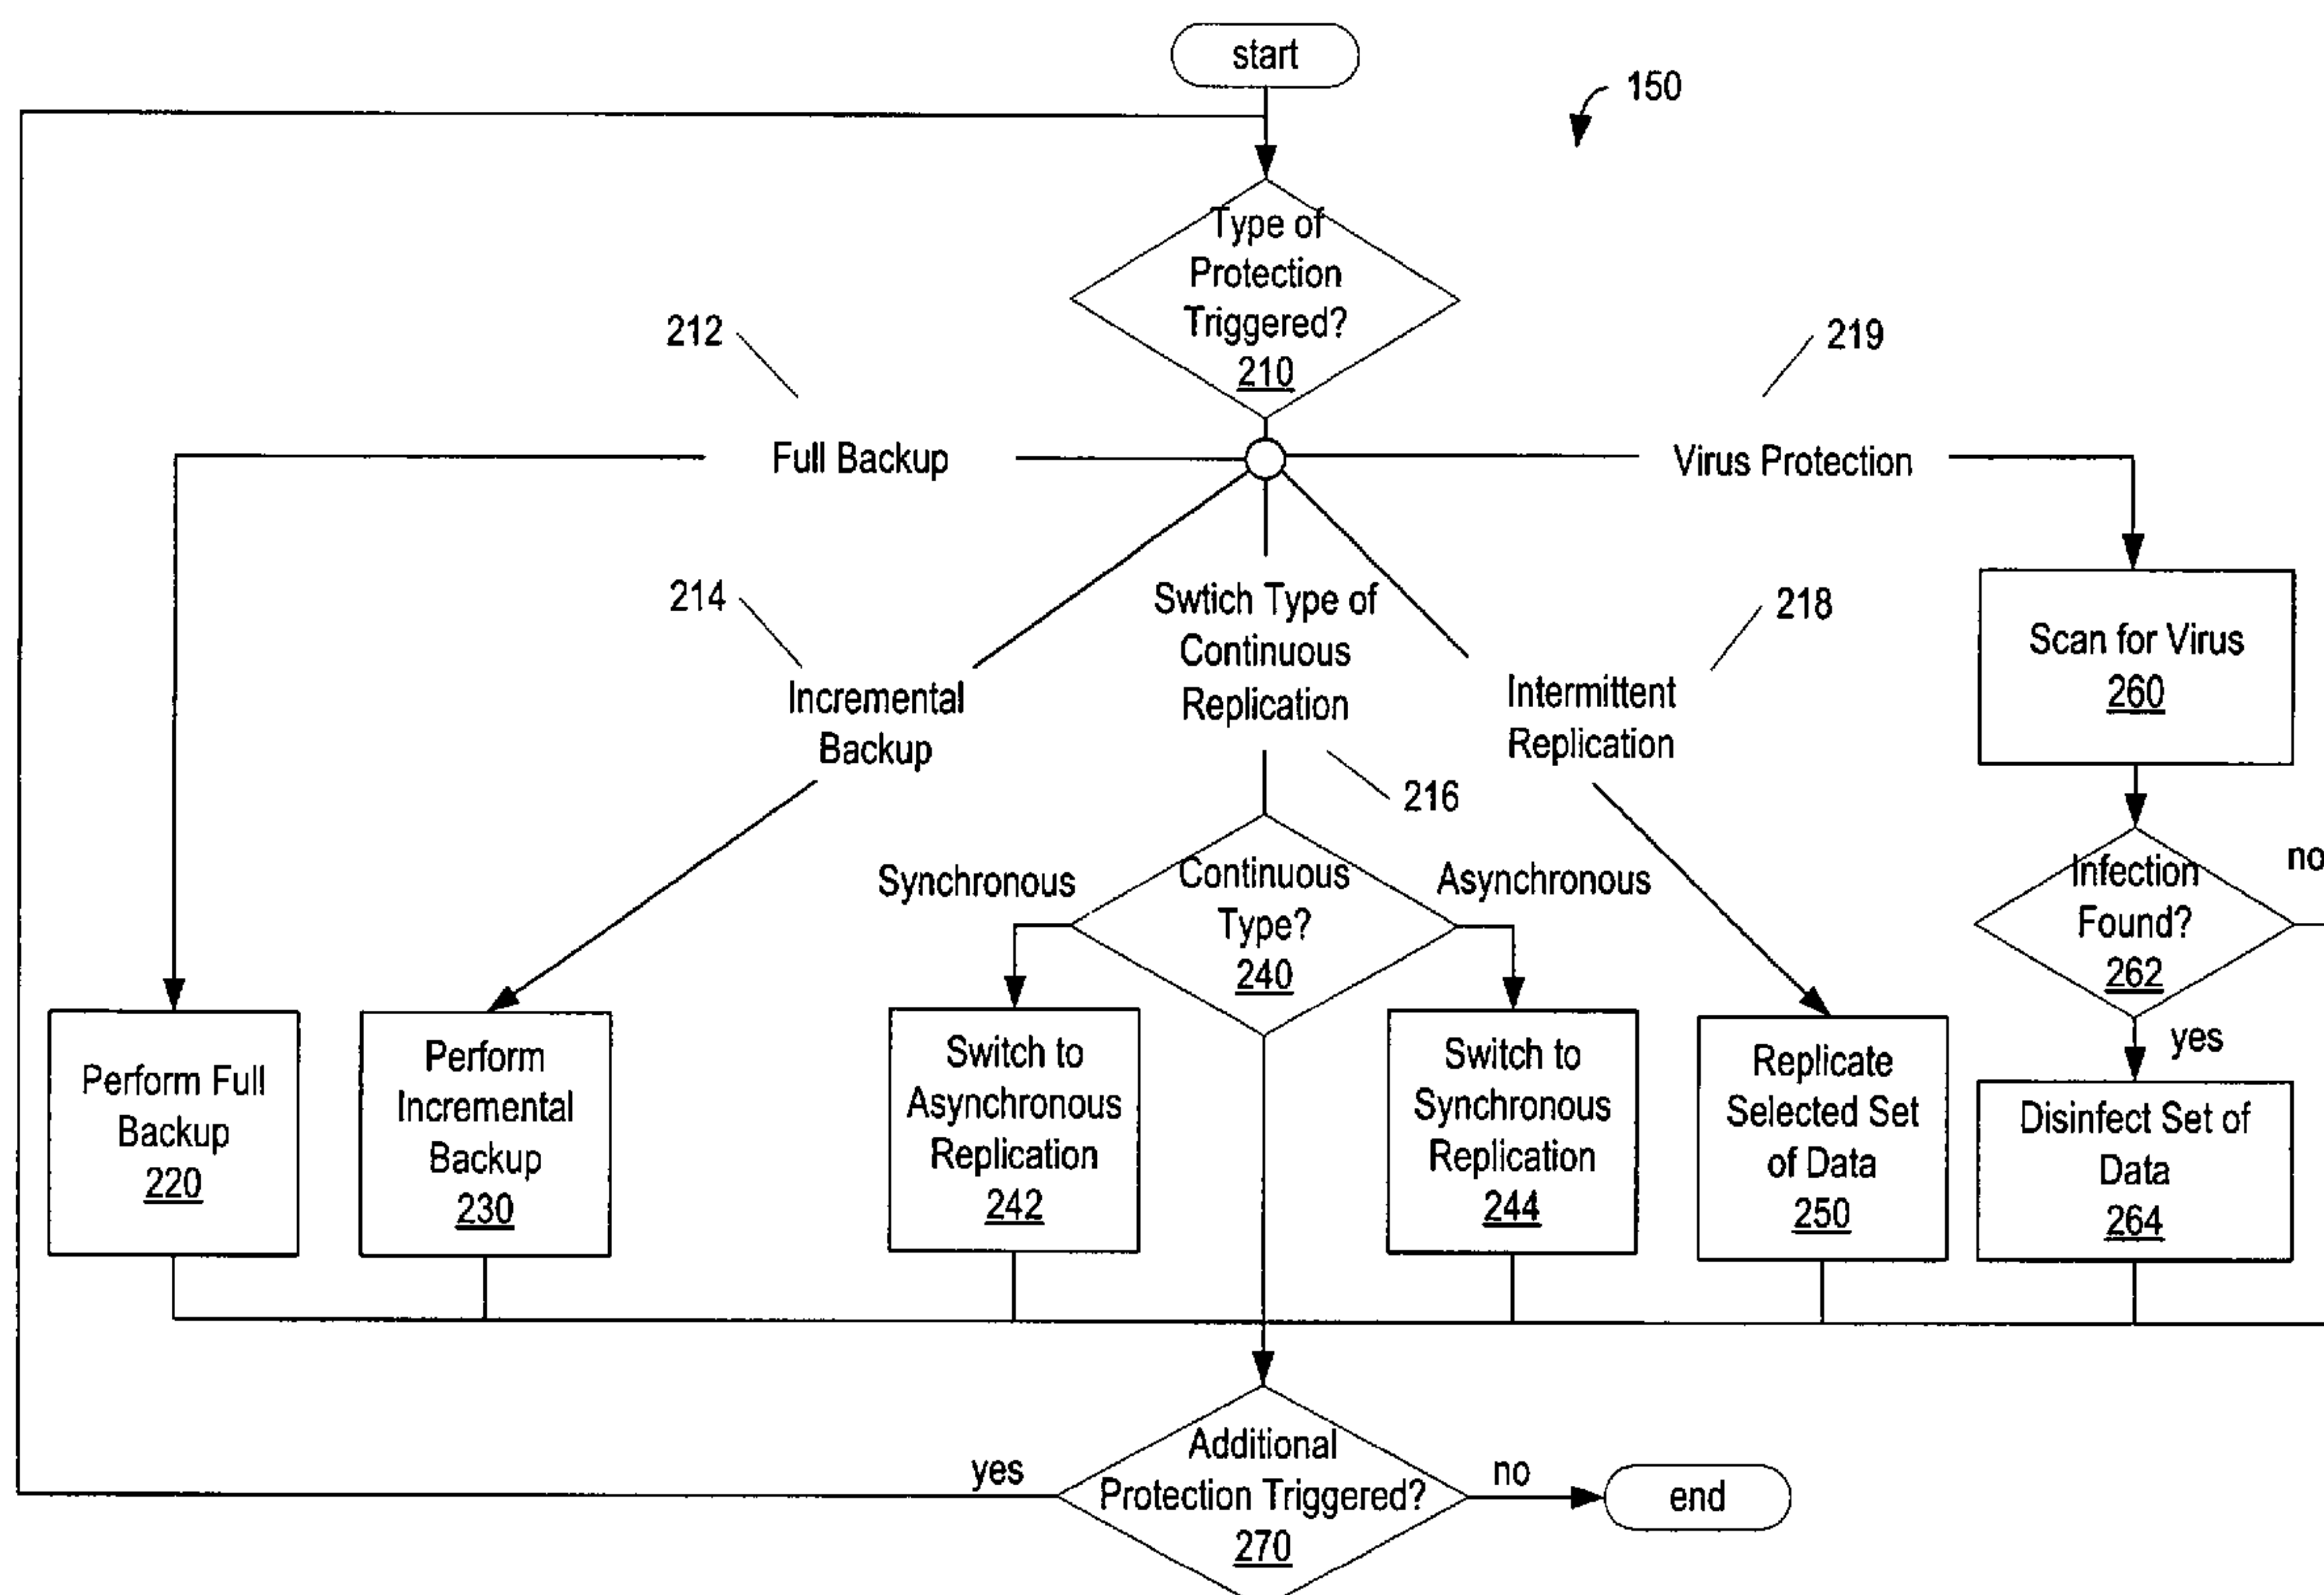 start
150
Type of
Protection
Triggered?
210
212
219
Full Backup
Virus Protection
214
Swtich Type of
Continuous
Replication
218
Incremental
Backup
Intermittent
Replication
216
Scan for Virus
260
Synchronous
Continuous
Type?
240
Asynchronous
Infection
Found?
262
no
yes
Perform Full
Backup
220
Perform
Incremental
Backup
230
Switch to
Asynchronous
Replication
242
Switch to
Synchronous
Replication
244
Replicate
Selected Set
of Data
250
Disinfect Set of
Data
264
yes
Additional
Protection Triggered?
270
no
end